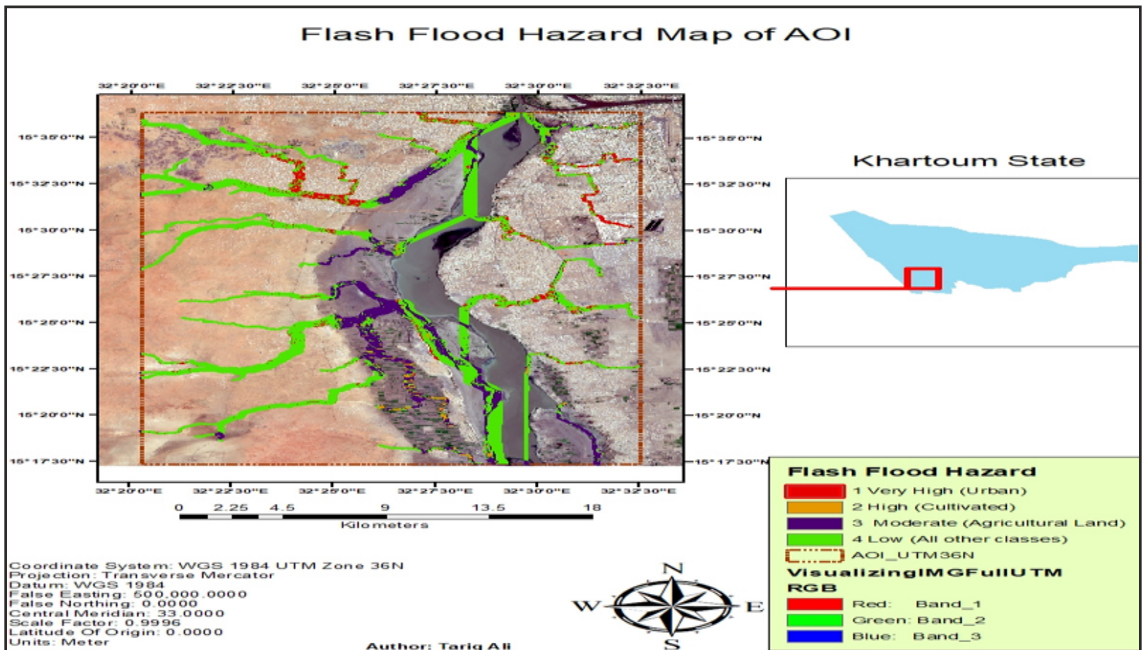 Flash Flood Hazard Map of AOI
32°20'0"E 32°22'30"E 32°25'0"E 32°27'30"E 32°30'0"E 32°32'30"E
15°35'0"N 15°35'0"N
15°32'30"N 15°32'30"N
15°30'0"N 15°30'0"N
15°27'30"N 15°27'30"N
15°25'0"N 15°25'0"N
15°22'30"N 15°22'30"N
15°20'0"N 15°20'0"N
15°17'30"N 15°17'30"N
32°20'0"E 32°22'30"E 32°25'0"E 32°27'30"E 32°30'0"E 32°32'30"E
0 2.25 4.5 9 13.5 18
Kilometers
Khartoum State
Flash Flood Hazard
1 Very High (Urban)
2 High (Cultivated)
3 Moderate (Agricultural Land)
4 Low (All other classes)
AOI_UTM36N
VisualizingIMGFullUTM
RGB
Red: Band_1
Green: Band_2
Blue: Band_3
Coordinate System: WGS 1984 UTM Zone 36N
Projection: Transverse Mercator
Datum: WGS 1984
False Easting: 500,000.0000
False Northing: 0.0000
Central Meridian: 33.0000
Scale Factor: 0.9996
Latitude Of Origin: 0.0000
Units: Meter
Author: Tariq Ali
N
W E
S